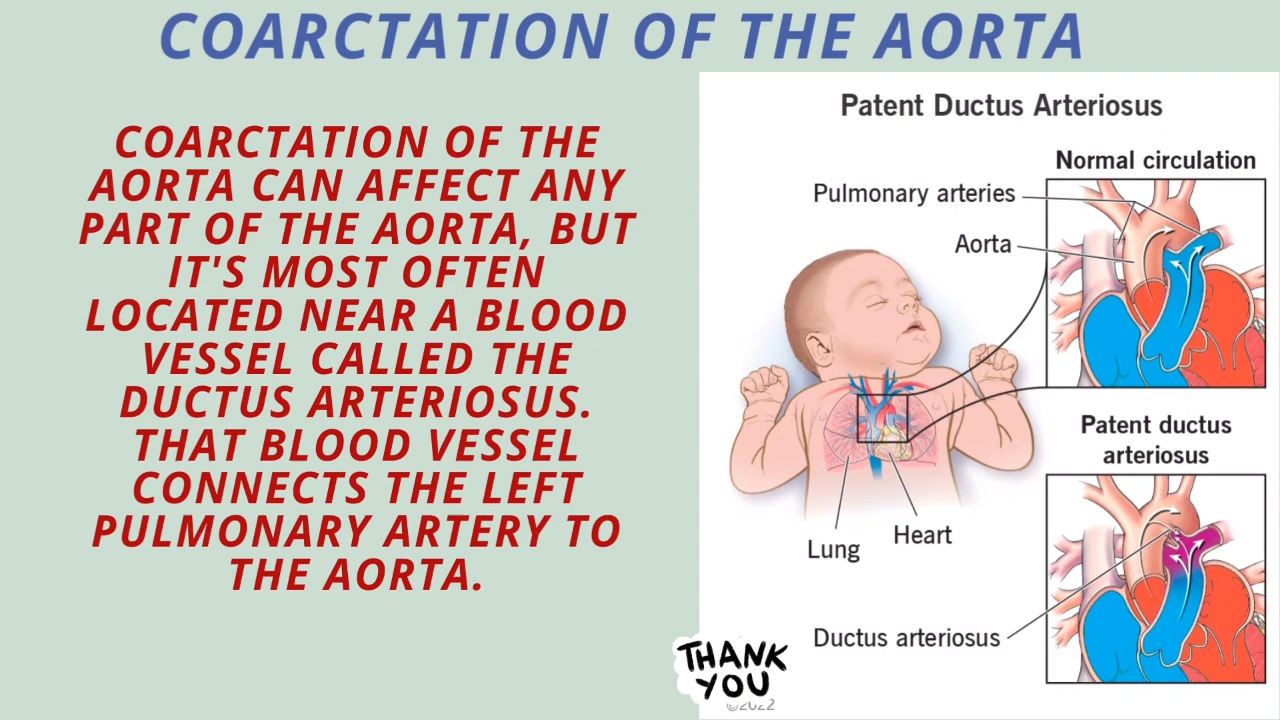 COARCTATION OF THE AORTA
COARCTATION OF THE
AORTA CAN AFFECT ANY
PART OF THE AORTA, BUT
IT'S MOST OFTEN
LOCATED NEAR A BLOOD
VESSEL CALLED THE
DUCTUS ARTERIOSUS.
THAT BLOOD VESSEL
CONNECTS THE LEFT
PULMONARY ARTERY TO
THE AORTA.
Patent Ductus Arteriosus
Normal circulation
Pulmonary arteries
Aorta
Patent ductus
arteriosus
Heart
Lung
Ductus arteriosus
THANK
YOU
©2022